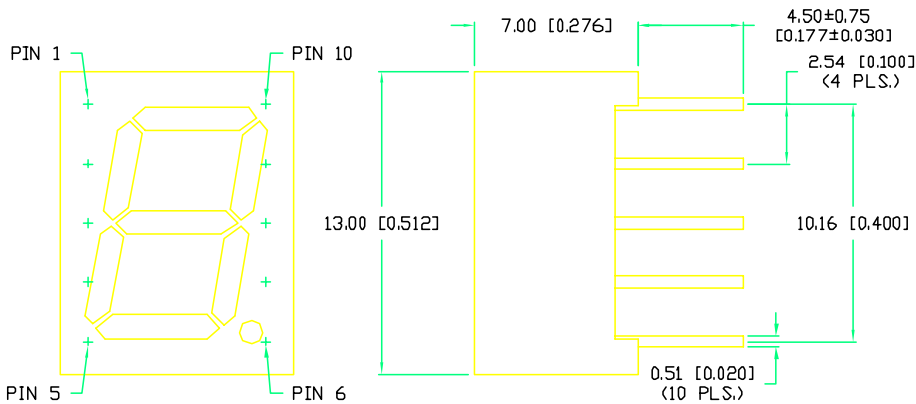 PIN 1
PIN 10
PIN 5
PIN 6
7.00 [0.276]
4.50±0.75
[0.177±0.030]
2.54 [0.100]
(4 PLS.)
13.00 [0.512]
10.16 [0.400]
0.51 [0.020]
(10 PLS.)